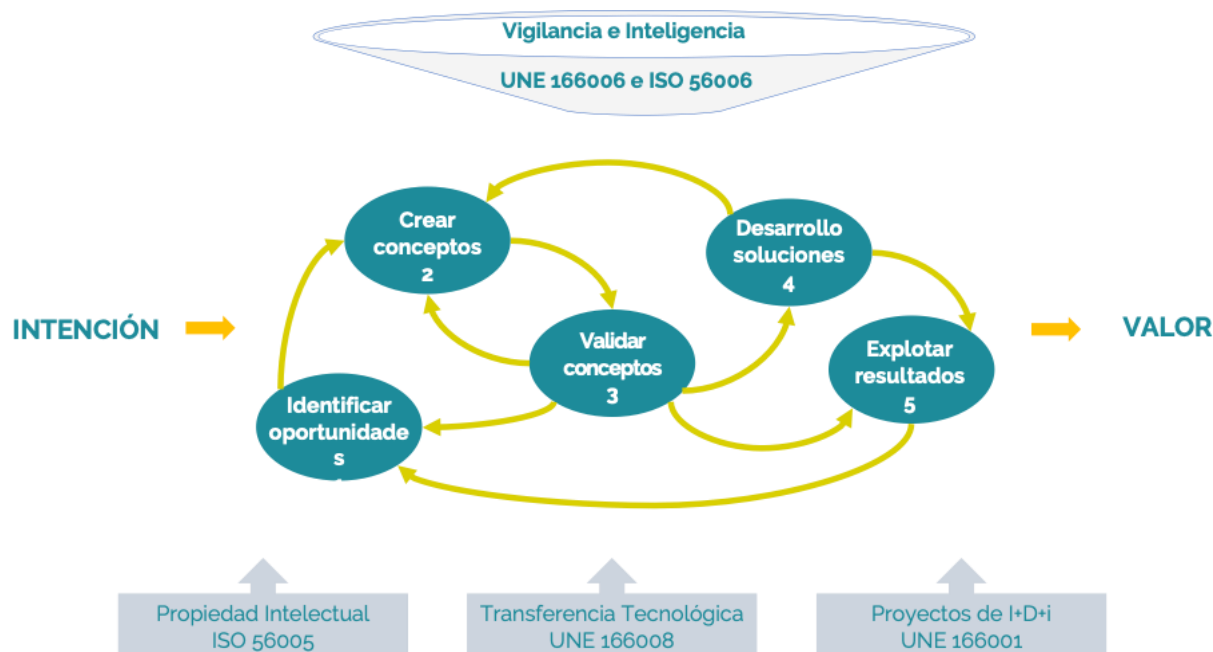 Vigilancia e Inteligencia
UNE 166006 e ISO 56006
Crear
conceptos
2
Desarrollo
soluciones
4
INTENCIÓN
VALOR
Validar
conceptos
3
Explotar
resultados
5
Identificar
oportunidade
s
Propiedad Intelectual
ISO 56005
Transferencia Tecnológica
UNE 166008
Proyectos de I+D+i
UNE 166001